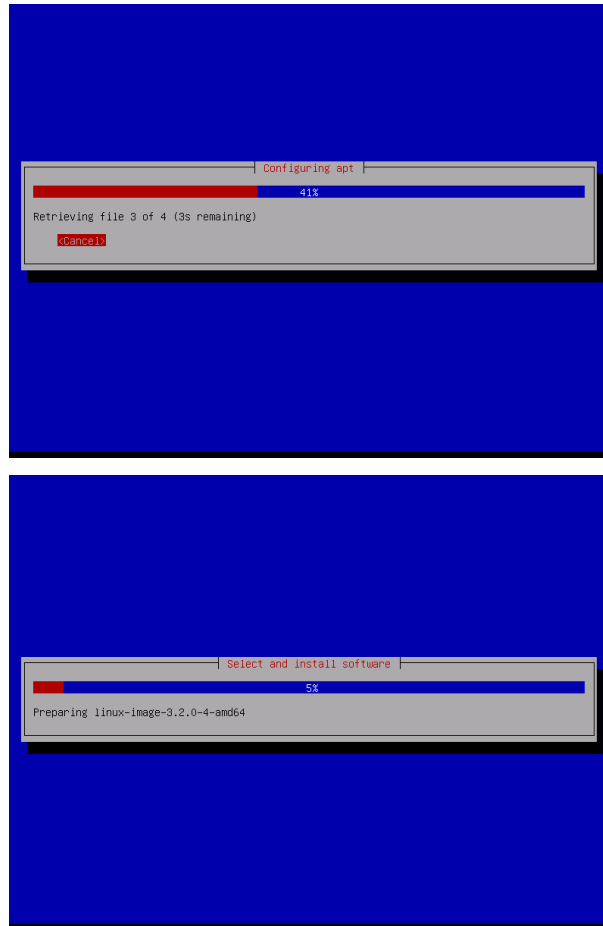 Configuring apt
41%
Retrieving file 3 of 4 (3s remaining)
<Cancel>
Select and install software
5%
Preparing linux-image-3.2.0-4-amd64